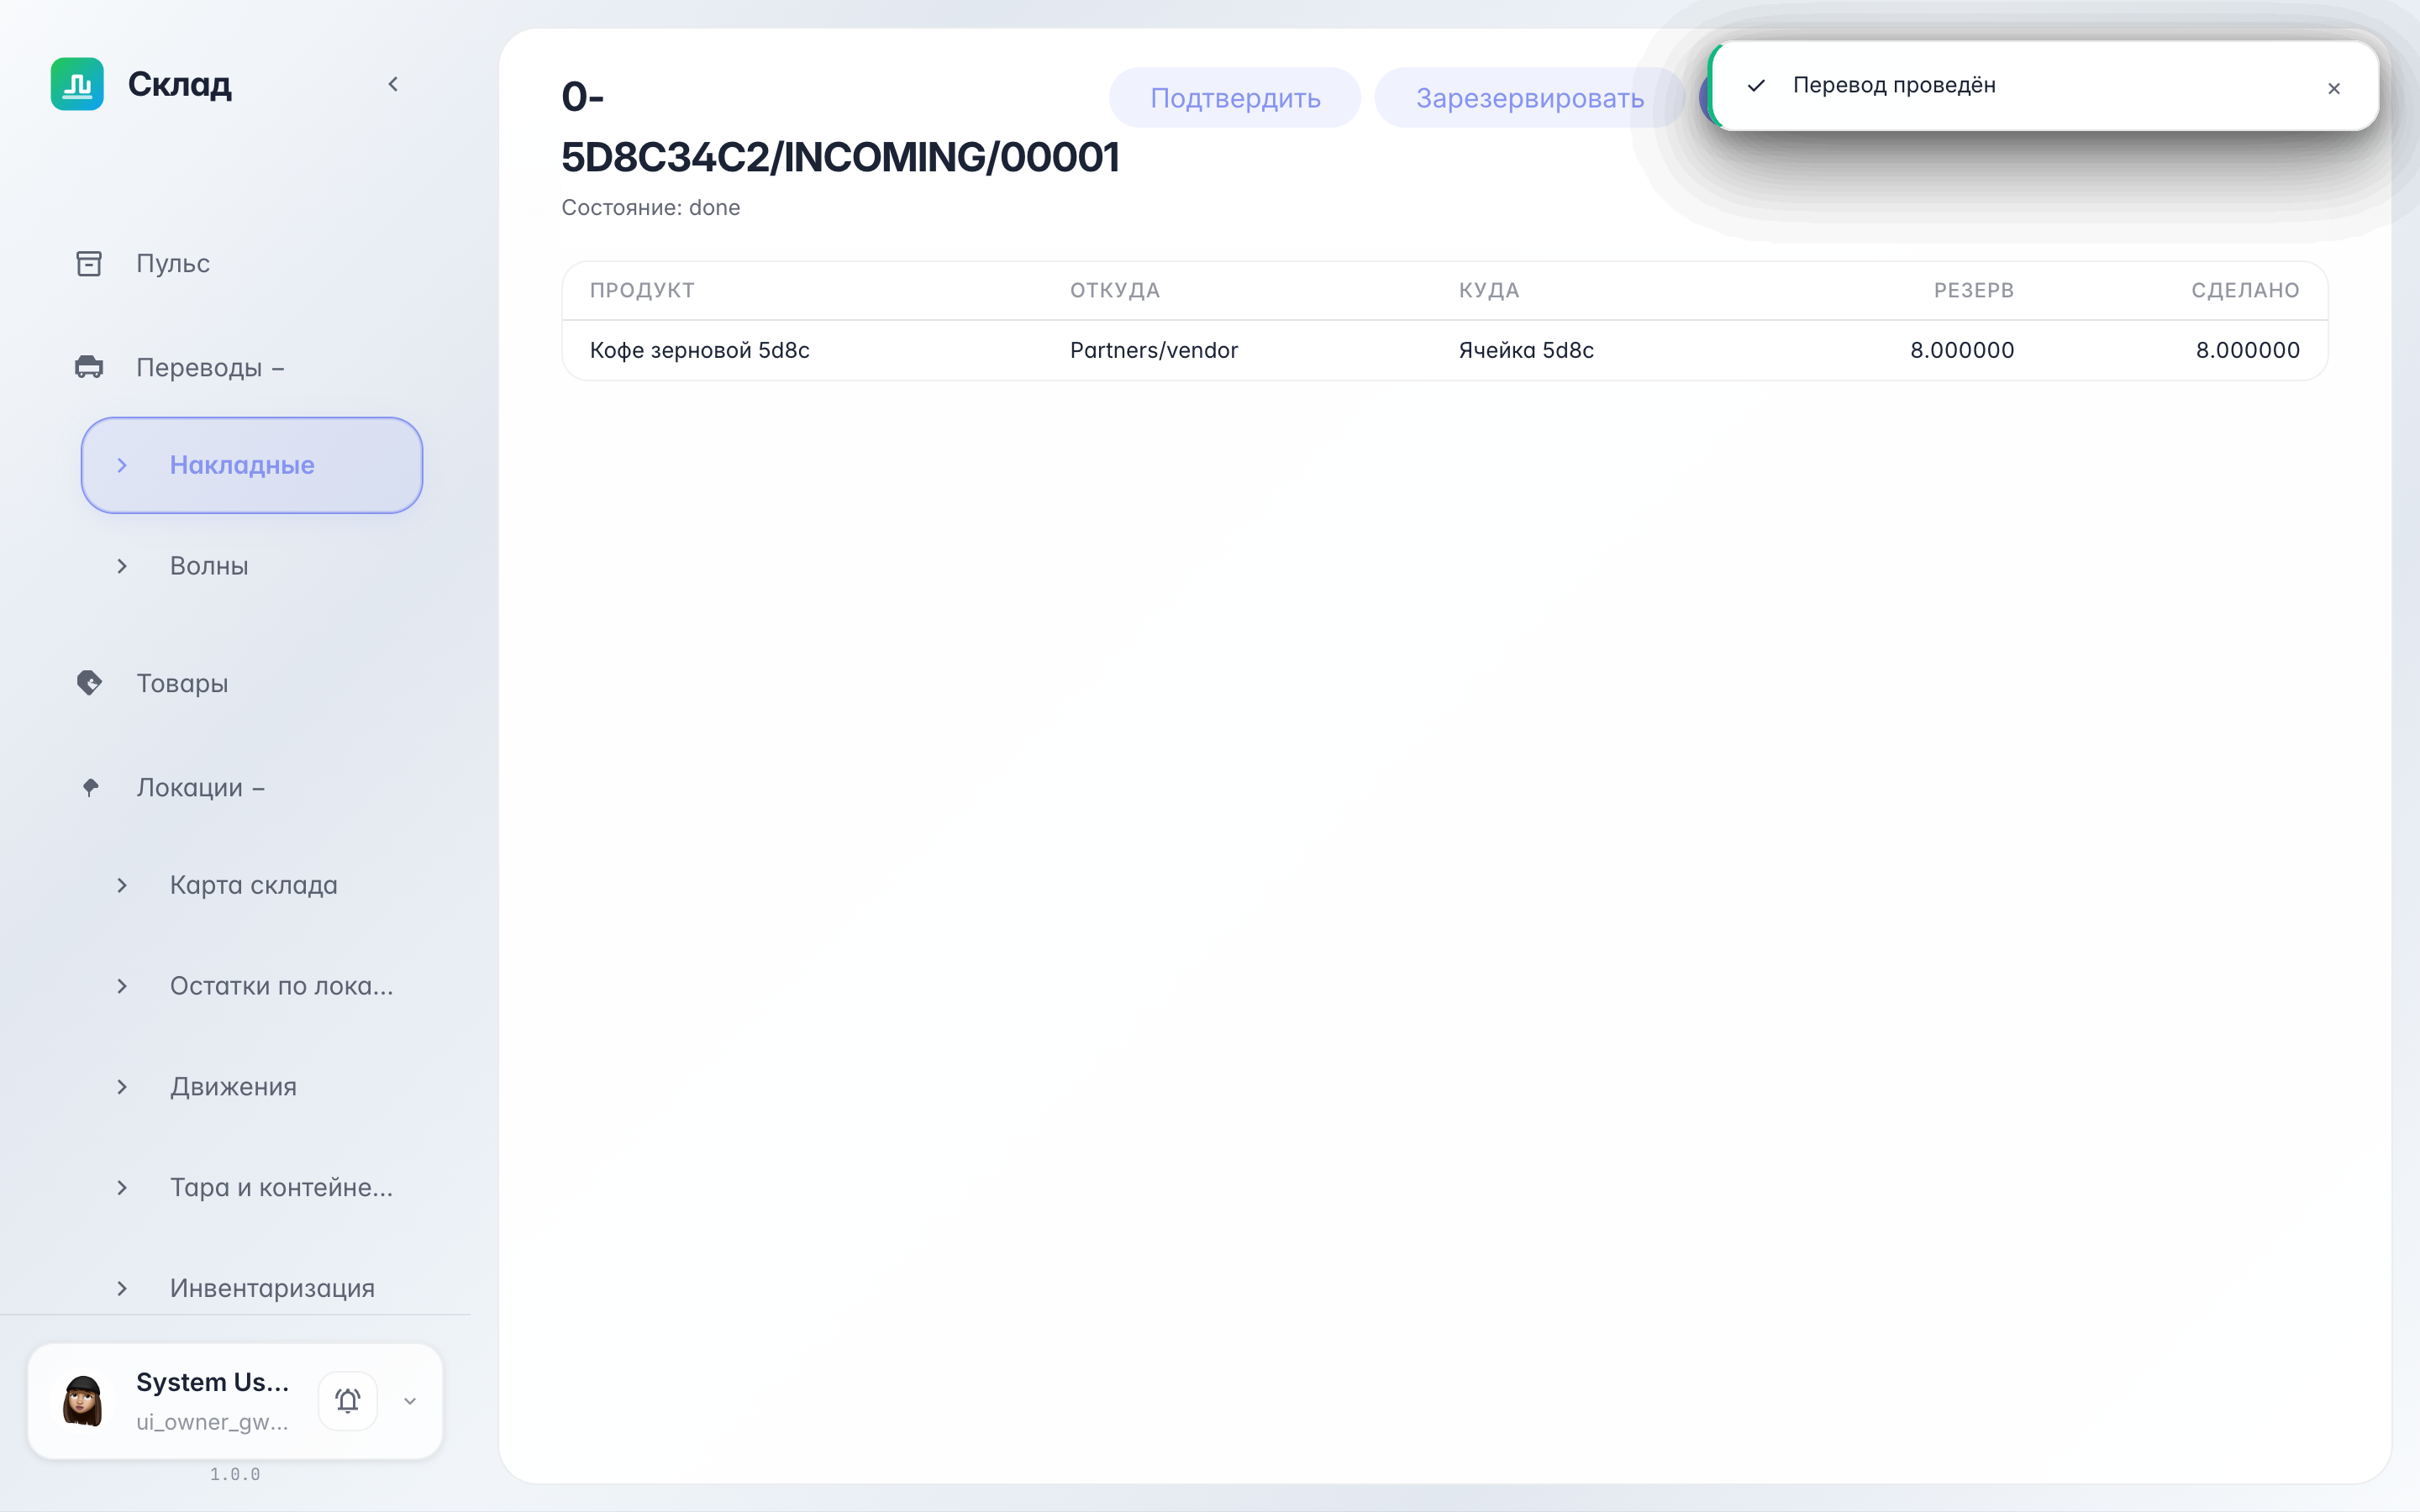 Склад
Пульс
Переводы –
Накладные
Волны
Товары
Локации –
Карта склада
Остатки по лока...
Движения
Тара и контейне...
Инвентаризация
System Us...
ui_owner_gw...
1.0.0
0-
5D8C34C2/INCOMING/00001
Состояние: done
Подтвердить
Зарезервировать
Перевод проведён
ПРОДУКТ ОТКУДА КУДА РЕЗЕРВ СДЕЛАНО
Кофе зерновой 5d8c Partners/vendor Ячейка 5d8c 8.000000 8.000000